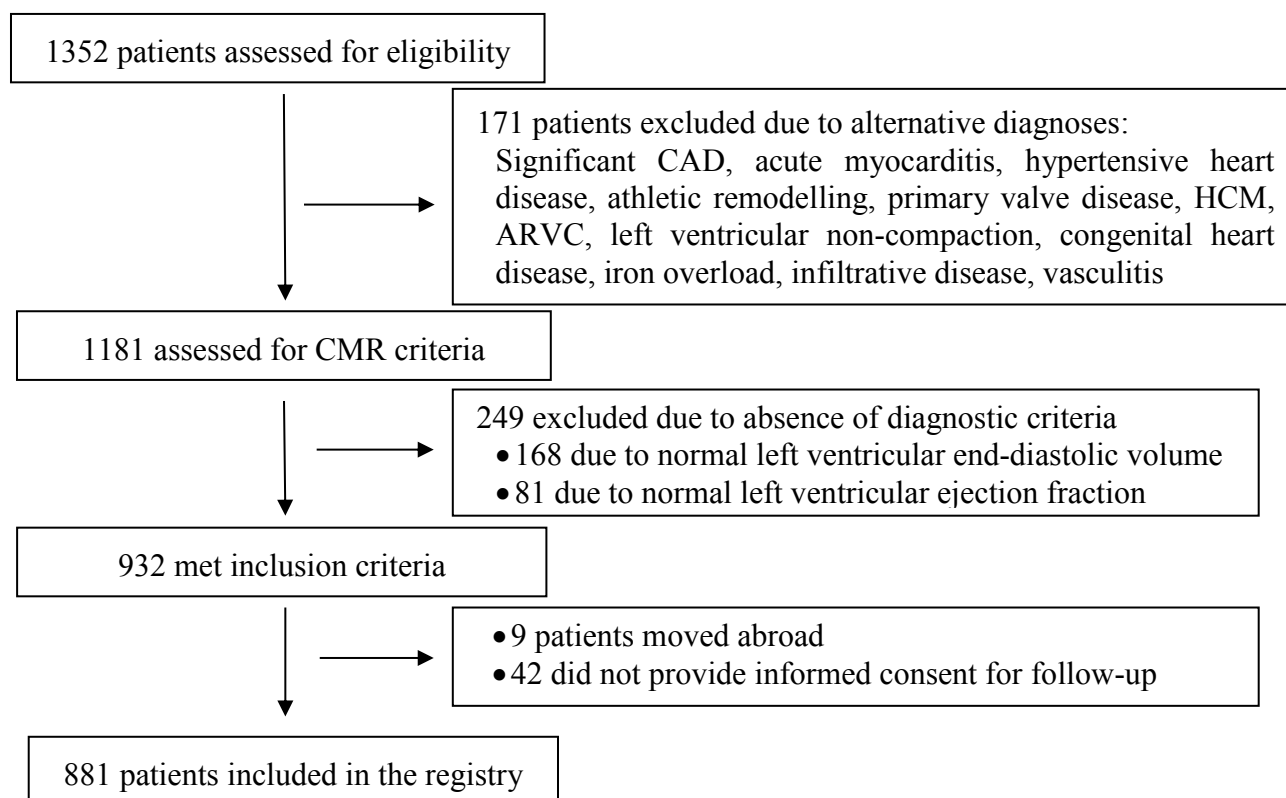 1352 patients assessed for eligibility
171 patients excluded due to alternative diagnoses:
Significant CAD, acute myocarditis, hypertensive heart
disease, athletic remodelling, primary valve disease, HCM,
ARVC, left ventricular non-compaction, congenital heart
disease, iron overload, infiltrative disease, vasculitis
1181 assessed for CMR criteria
249 excluded due to absence of diagnostic criteria
• 168 due to normal left ventricular end-diastolic volume
• 81 due to normal left ventricular ejection fraction
932 met inclusion criteria
• 9 patients moved abroad
• 42 did not provide informed consent for follow-up
881 patients included in the registry